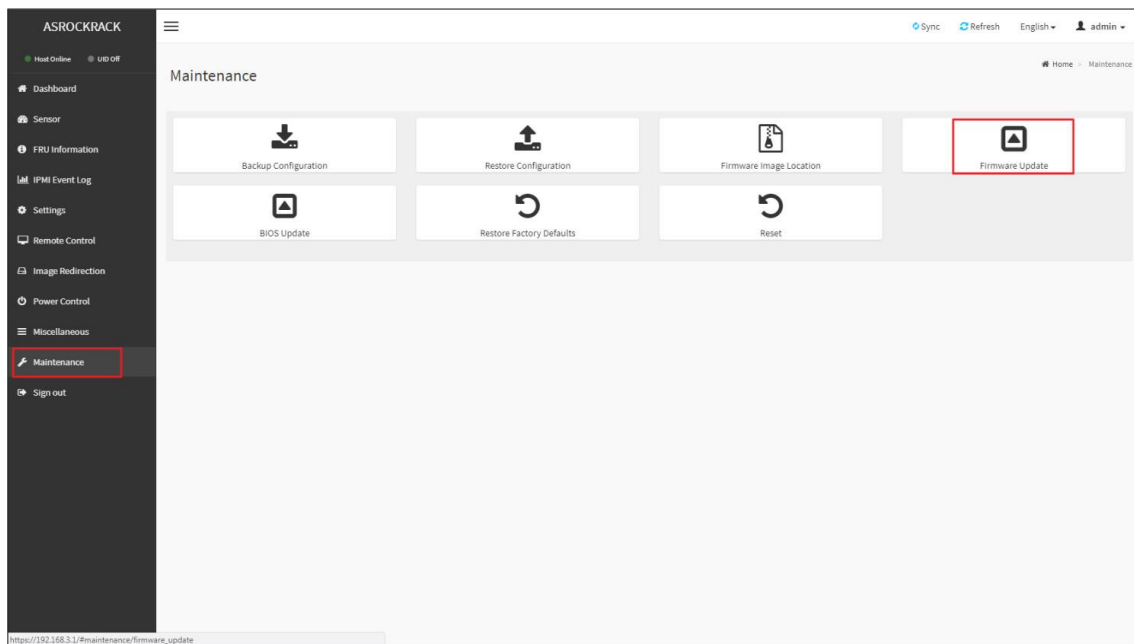 ASROCKRACK
Sync Refresh English admin
Host Online UID Off
Home > Maintenance
Maintenance
Dashboard
Sensor
FRU Information
IPMI Event Log
Settings
Remote Control
Image Redirection
Power Control
Miscellaneous
Maintenance
Sign out
Backup Configuration Restore Configuration Firmware Image Location Firmware Update
BIOS Update Restore Factory Defaults Reset
https://192.168.3.1/#maintenance/firmware_update